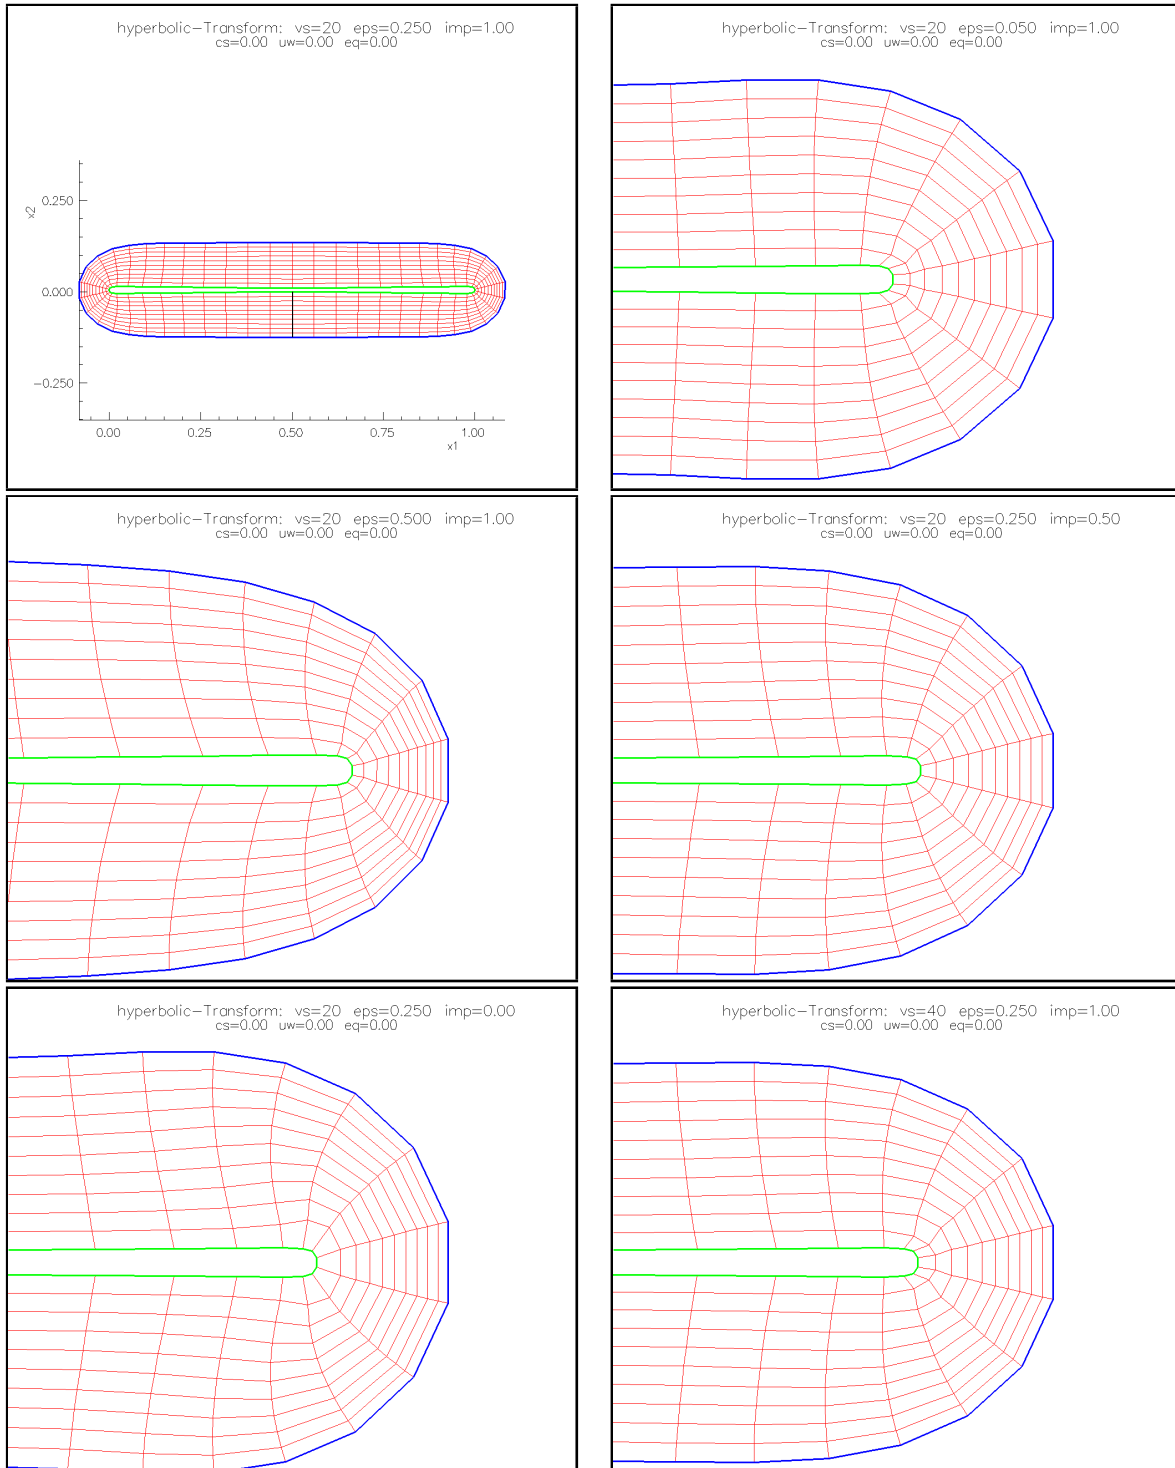 hyperbolic-Transform: vs=20 eps=0.250 imp=1.00
cs=0.00 uw=0.00 eq=0.00
x2
0.250
0.000
-0.250
0.00 0.25 0.50 0.75 1.00
x1
hyperbolic-Transform: vs=20 eps=0.050 imp=1.00
cs=0.00 uw=0.00 eq=0.00
hyperbolic-Transform: vs=20 eps=0.500 imp=1.00
cs=0.00 uw=0.00 eq=0.00
hyperbolic-Transform: vs=20 eps=0.250 imp=0.50
cs=0.00 uw=0.00 eq=0.00
hyperbolic-Transform: vs=20 eps=0.250 imp=0.00
cs=0.00 uw=0.00 eq=0.00
hyperbolic-Transform: vs=40 eps=0.250 imp=1.00
cs=0.00 uw=0.00 eq=0.00